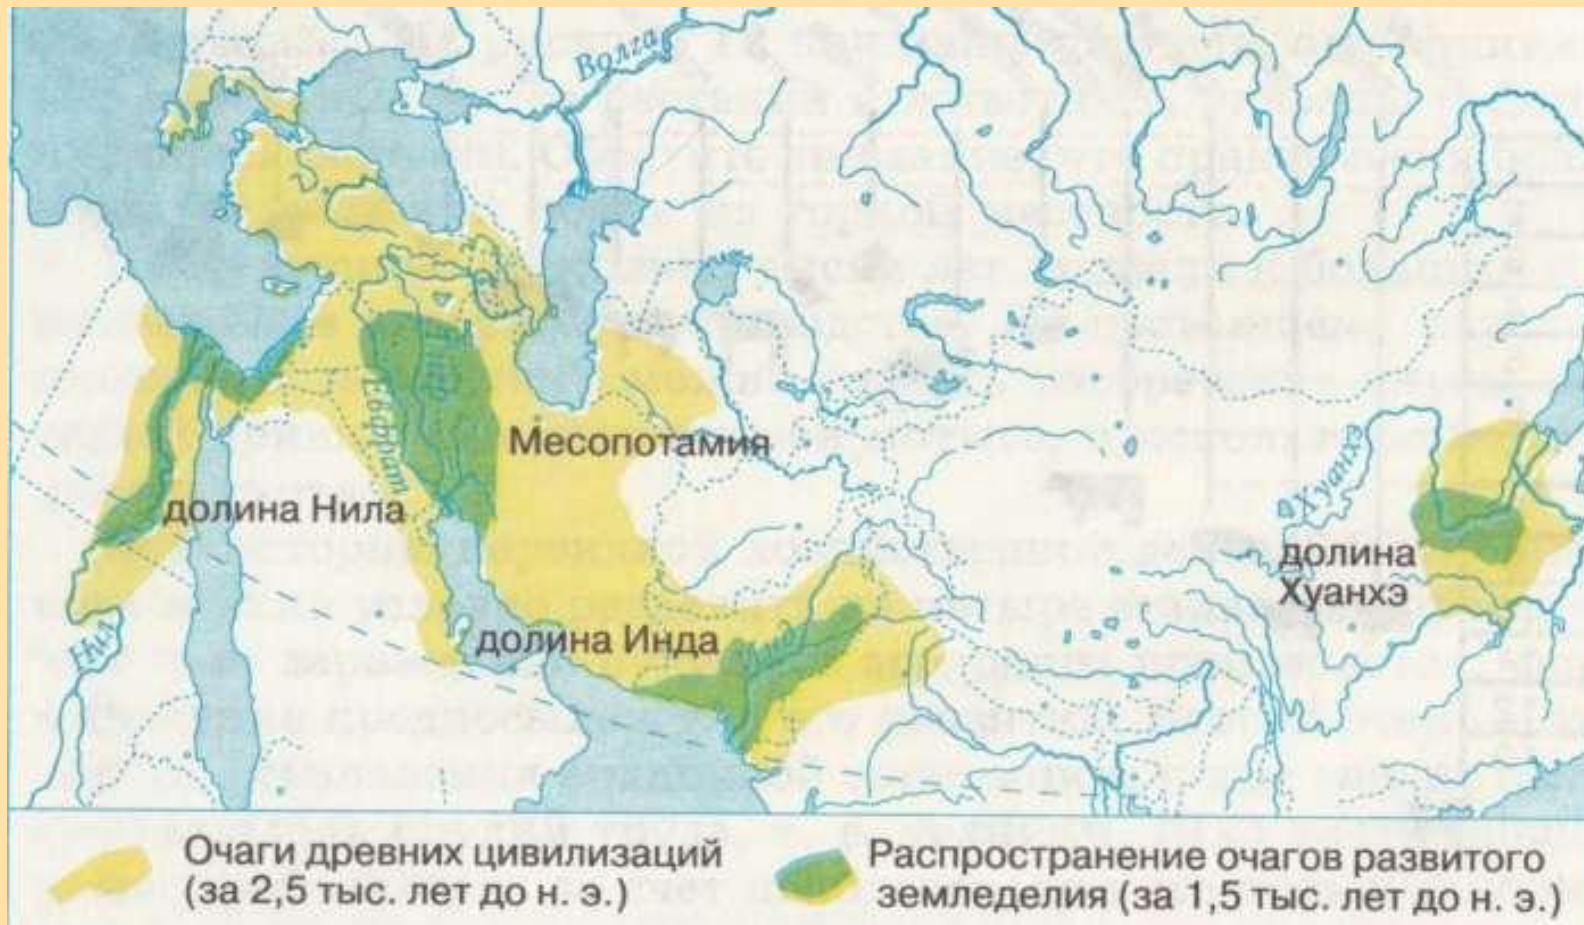 Волга
Тигр
Евфрат
Месопотамия
долина Нила
Хуанхэ
долина
Хуанхэ
Нил
долина Инда
Инд
Очаги древних цивилизаций
(за 2,5 тыс. лет до н. э.)
Распространение очагов развитого
земледелия (за 1,5 тыс. лет до н. э.)